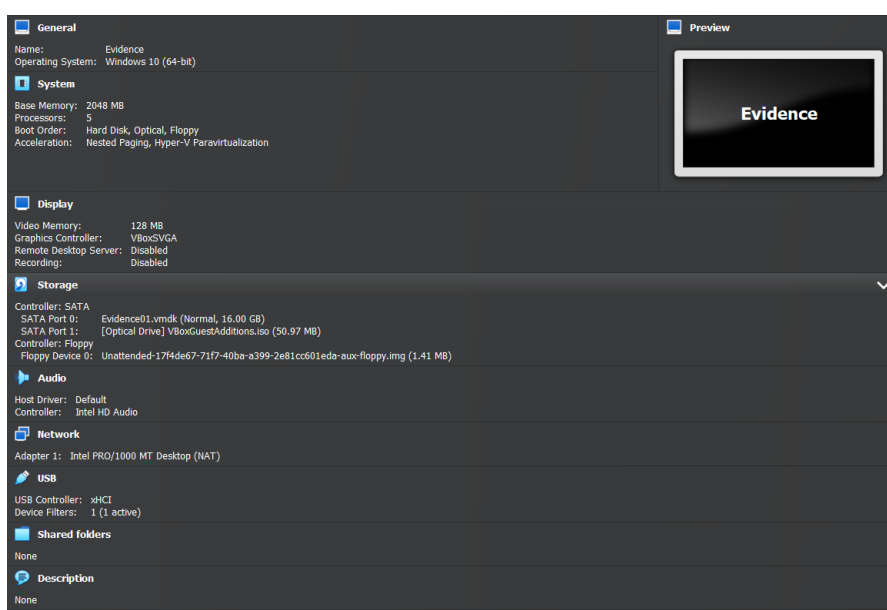 General
Name: Evidence
Operating System: Windows 10 (64-bit)
System
Base Memory: 2048 MB
Processors: 5
Boot Order: Hard Disk, Optical, Floppy
Acceleration: Nested Paging, Hyper-V Paravirtualization
Preview
Evidence
Display
Video Memory: 128 MB
Graphics Controller: VBoxSVGA
Remote Desktop Server: Disabled
Recording: Disabled
Storage
Controller: SATA
SATA Port 0: Evidence01.vmdk (Normal, 16.00 GB)
SATA Port 1: [Optical Drive] VBoxGuestAdditions.iso (50.97 MB)
Controller: Floppy
Floppy Device 0: Unattended-17f4de67-71f7-40ba-a399-2e81cc601eda-aux-floppy.img (1.41 MB)
Audio
Host Driver: Default
Controller: Intel HD Audio
Network
Adapter 1: Intel PRO/1000 MT Desktop (NAT)
USB
USB Controller: xHCI
Device Filters: 1 (1 active)
Shared folders
None
Description
None